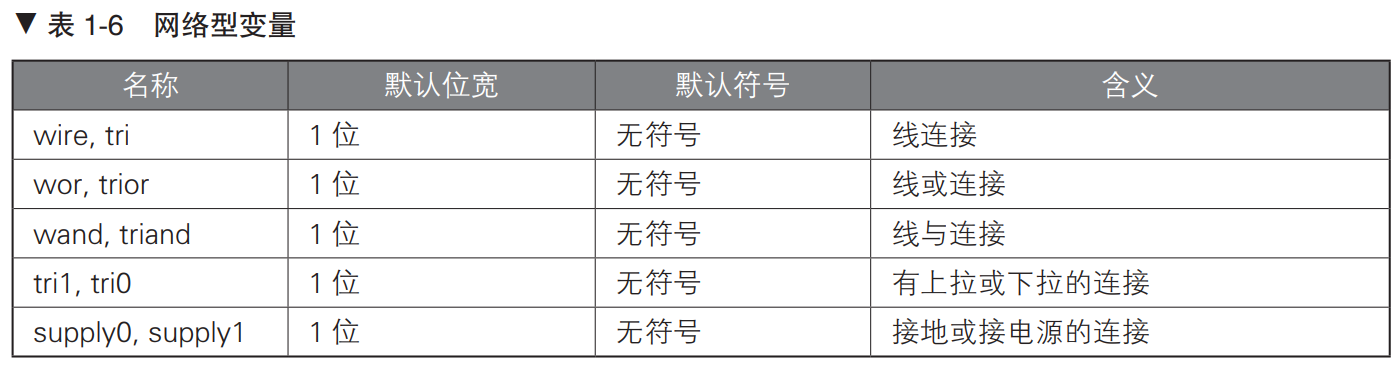 ▼ 表 1-6 网络型变量
名称 默认位宽 默认符号 含义
wire, tri 1 位 无符号 线连接
wor, trior 1 位 无符号 线或连接
wand, triand 1 位 无符号 线与连接
tri1, tri0 1 位 无符号 有上拉或下拉的连接
supply0, supply1 1 位 无符号 接地或接电源的连接